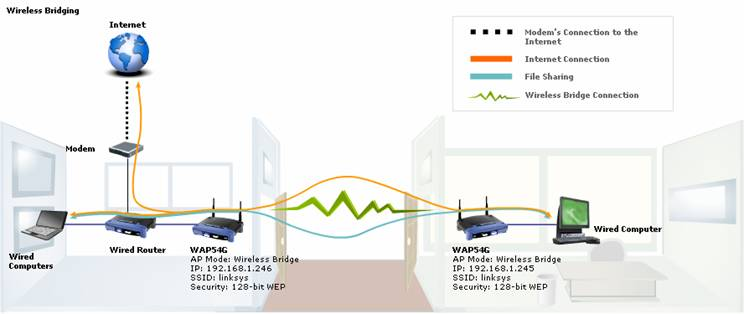 Wireless Bridging
Internet
Modem's Connection to the
Internet
Internet Connection
File Sharing
Wireless Bridge Connection
Modem
Wired
Computers
Wired Router
WAP54G
AP Mode: Wireless Bridge
IP: 192.168.1.246
SSID: linksys
Security: 128-bit WEP
WAP54G
AP Mode: Wireless Bridge
IP: 192.168.1.245
SSID: linksys
Security: 128-bit WEP
Wired Computer